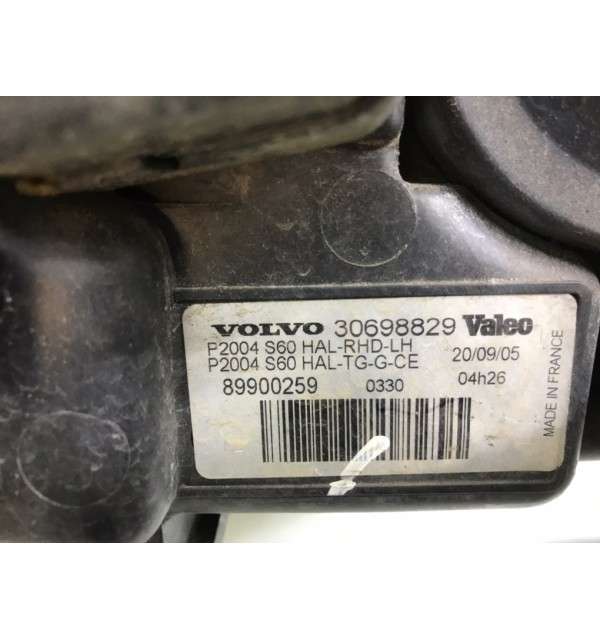 VOLVO 30698829 Valeo
P2004 S60 HAL-RHD-LH
P2004 S60 HAL-TG-G-CE
20/09/05
89900259 0330 04h26
MADE IN FRANCE